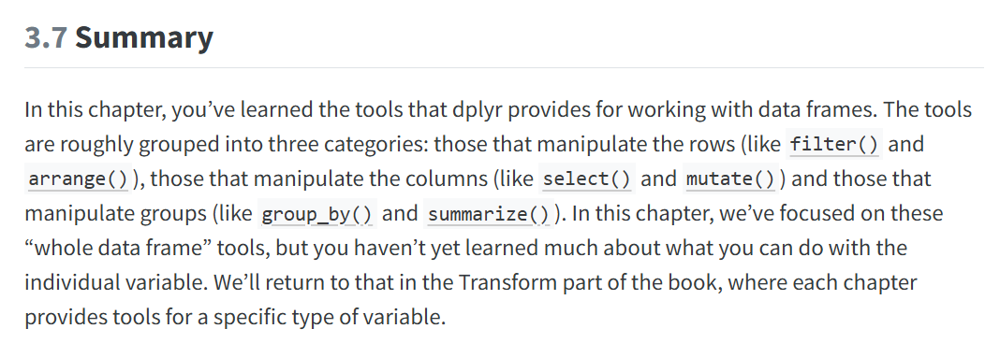 3.7 Summary
In this chapter, you’ve learned the tools that dplyr provides for working with data frames. The tools
are roughly grouped into three categories: those that manipulate the rows (like filter() and
arrange()), those that manipulate the columns (like select() and mutate()) and those that
manipulate groups (like group_by() and summarize()). In this chapter, we’ve focused on these
“whole data frame” tools, but you haven’t yet learned much about what you can do with the
individual variable. We’ll return to that in the Transform part of the book, where each chapter
provides tools for a specific type of variable.